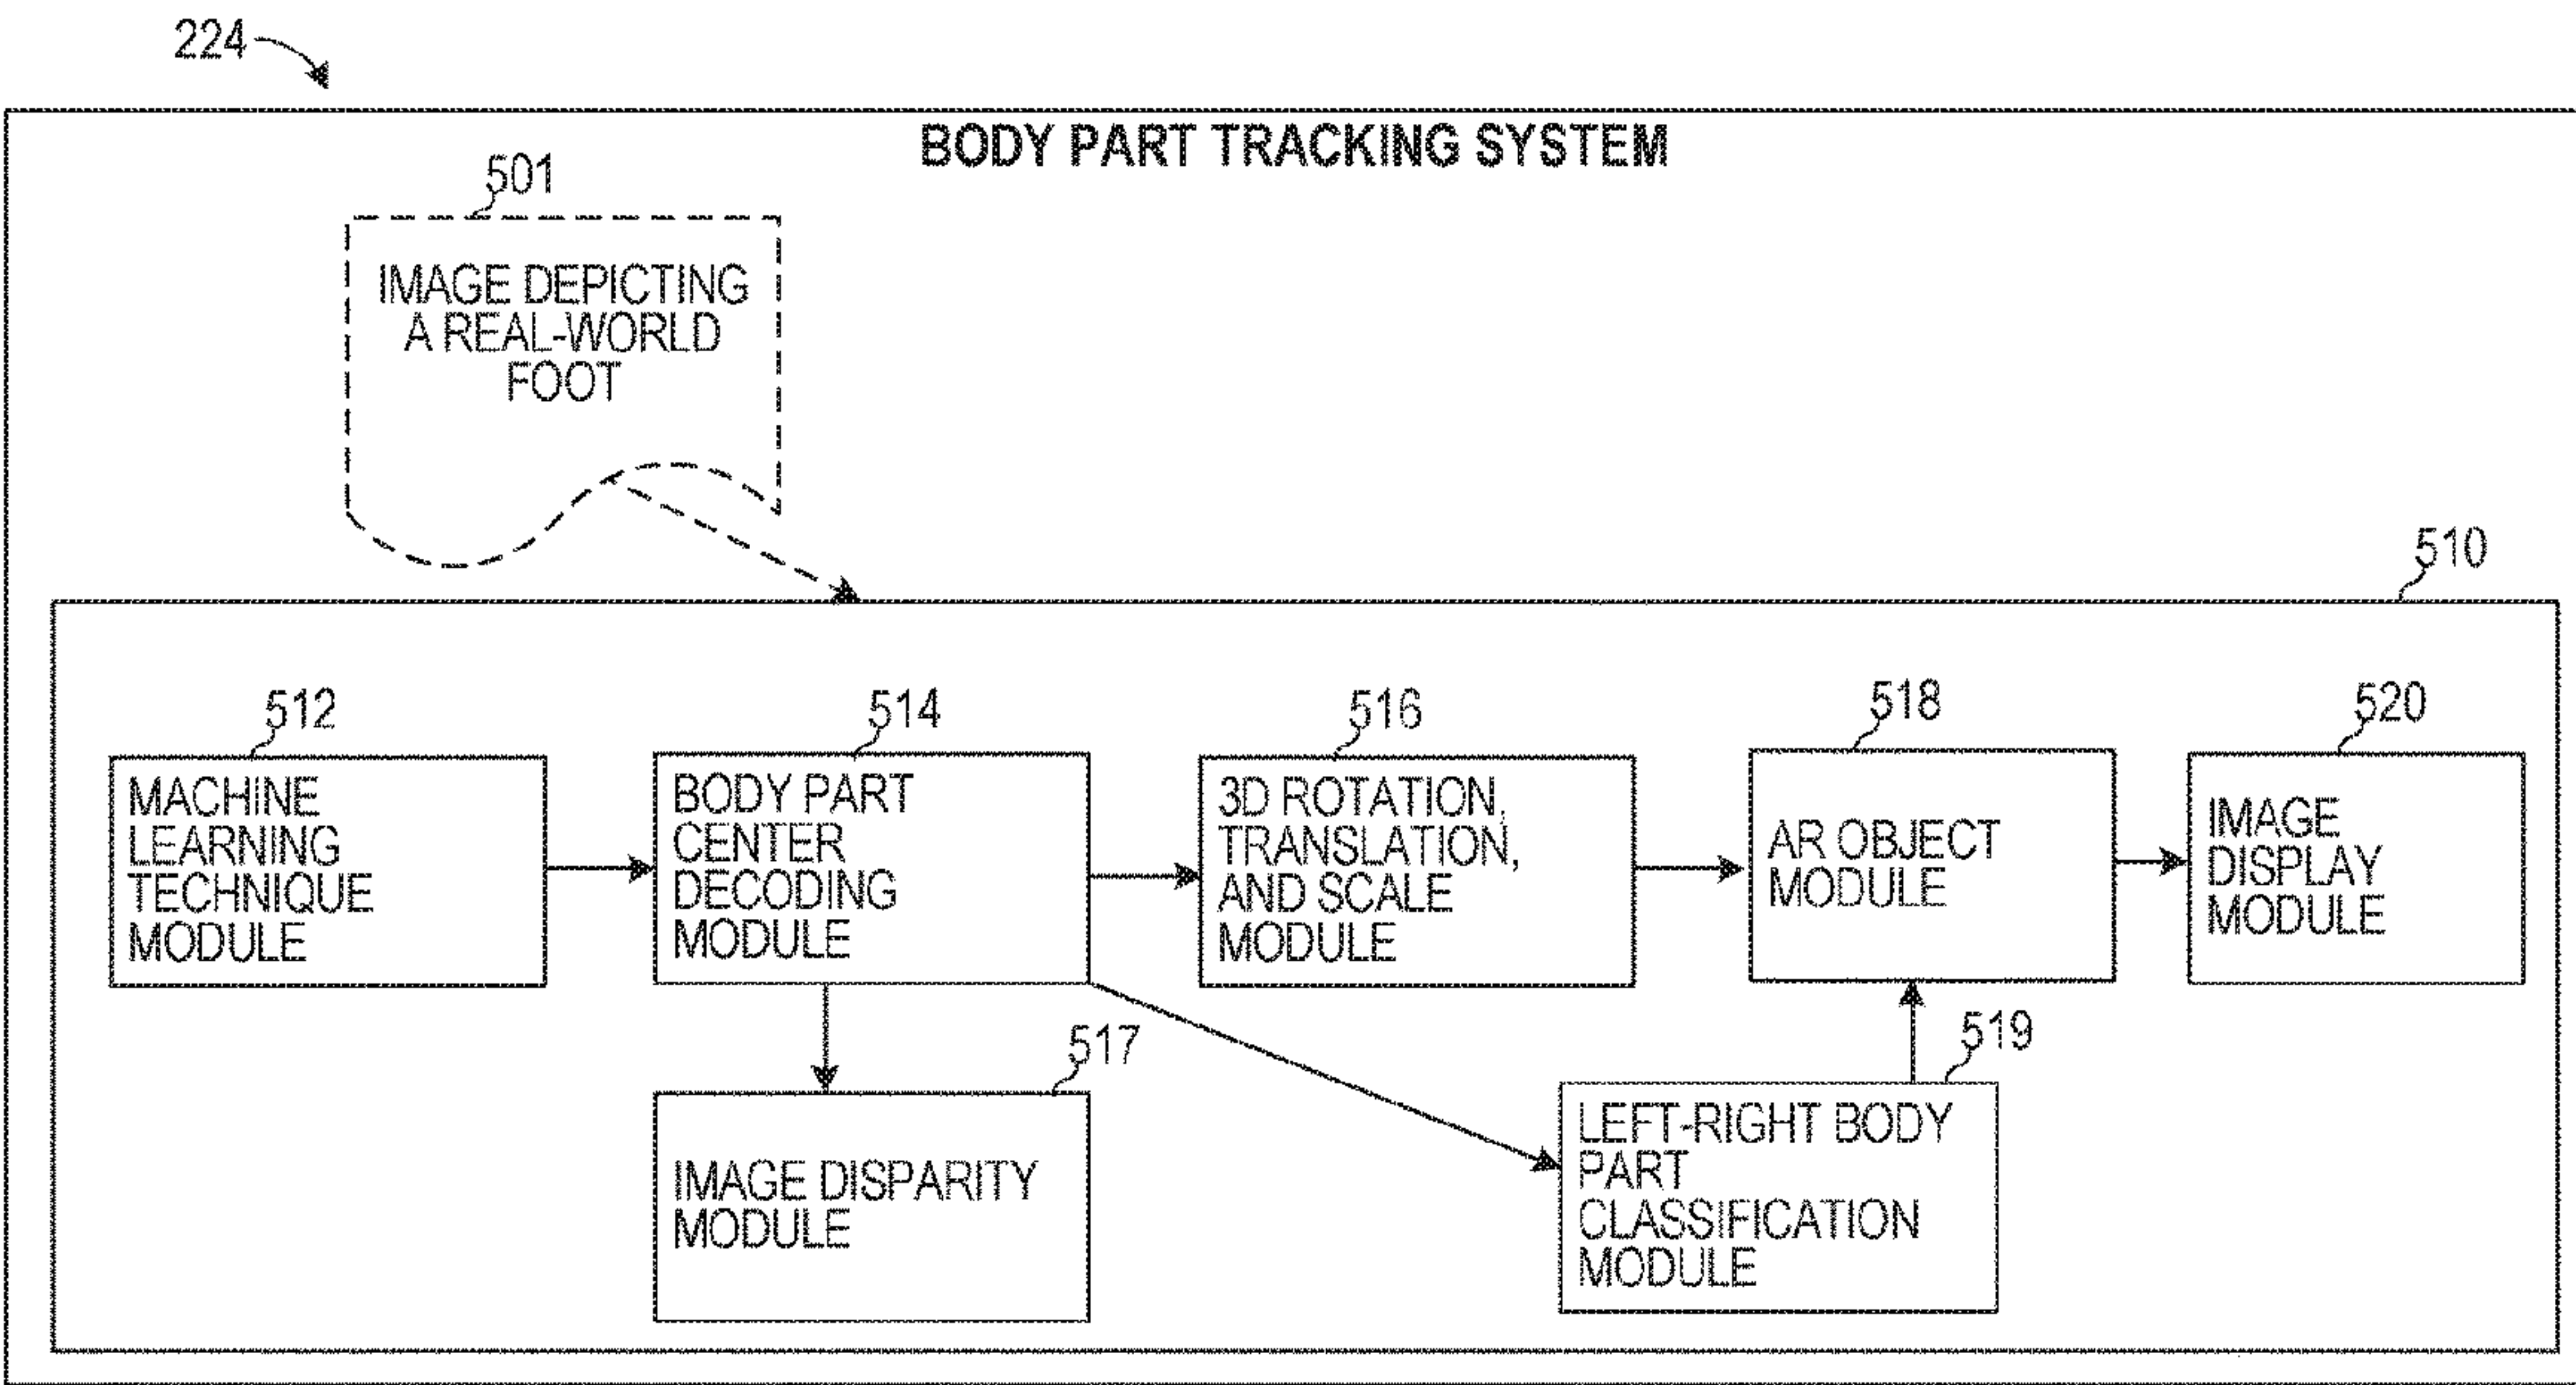 224
BODY PART TRACKING SYSTEM
501
IMAGE DEPICTING
A REAL-WORLD
FOOT
510
512
MACHINE
LEARNING
TECHNIQUE
MODULE
514
BODY PART
CENTER
DECODING
MODULE
516
3D ROTATION,
TRANSLATION,
AND SCALE
MODULE
518
AR OBJECT
MODULE
520
IMAGE
DISPLAY
MODULE
517
IMAGE DISPARITY
MODULE
519
LEFT-RIGHT BODY
PART
CLASSIFICATION
MODULE